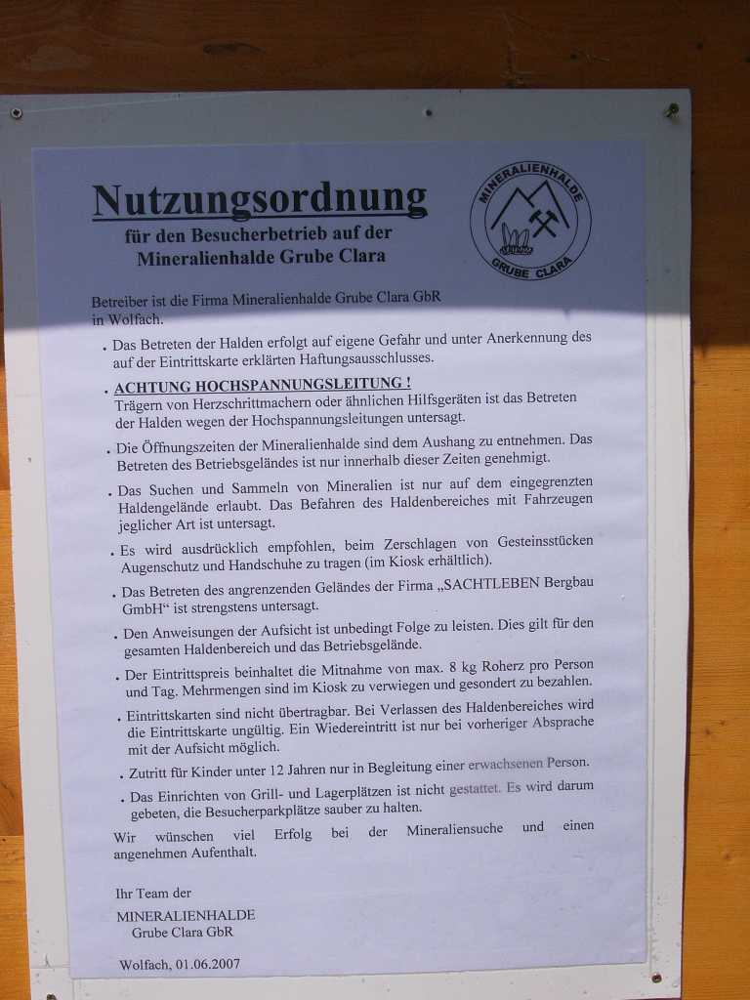 Nutzungsordnung
für den Besucherbetrieb auf der
Mineralienhalde Grube Clara
MINERALIENHALDE
GRUBE CLARA
Betreiber ist die Firma Mineralienhalde Grube Clara GbR
in Wolfach.
• Das Betreten der Halden erfolgt auf eigene Gefahr und unter Anerkennung des
auf der Eintrittskarte erklärten Haftungsausschlusses.
• ACHTUNG HOCHSPANNUNGSLEITUNG !
Trägern von Herzschrittmachern oder ähnlichen Hilfsgeräten ist das Betreten
der Halden wegen der Hochspannungsleitungen untersagt.
• Die Öffnungszeiten der Mineralienhalde sind dem Aushang zu entnehmen. Das
Betreten des Betriebsgeländes ist nur innerhalb dieser Zeiten genehmigt.
• Das Suchen und Sammeln von Mineralien ist nur auf dem eingegrenzten
Haldengelände erlaubt. Das Befahren des Haldenbereiches mit Fahrzeugen
jeglicher Art ist untersagt.
• Es wird ausdrücklich empfohlen, beim Zerschlagen von Gesteinsstücken
Augenschutz und Handschuhe zu tragen (im Kiosk erhältlich).
• Das Betreten des angrenzenden Geländes der Firma „SACHTLEBEN Bergbau
GmbH“ ist strengstens untersagt.
• Den Anweisungen der Aufsicht ist unbedingt Folge zu leisten. Dies gilt für den
gesamten Haldenbereich und das Betriebsgelände.
• Der Eintrittspreis beinhaltet die Mitnahme von max. 8 kg Roherz pro Person
und Tag. Mehrmengen sind im Kiosk zu verwiegen und gesondert zu bezahlen.
• Eintrittskarten sind nicht übertragbar. Bei Verlassen des Haldenbereiches wird
die Eintrittskarte ungültig. Ein Wiedereintritt ist nur bei vorheriger Absprache
mit der Aufsicht möglich.
• Zutritt für Kinder unter 12 Jahren nur in Begleitung einer erwachsenen Person.
• Das Einrichten von Grill- und Lagerplätzen ist nicht gestattet. Es wird darum
gebeten, die Besucherparkplätze sauber zu halten.
Wir wünschen viel Erfolg bei der Mineraliensuche und einen
angenehmen Aufenthalt.
Ihr Team der
MINERALIENHALDE
Grube Clara GbR
Wolfach, 01.06.2007